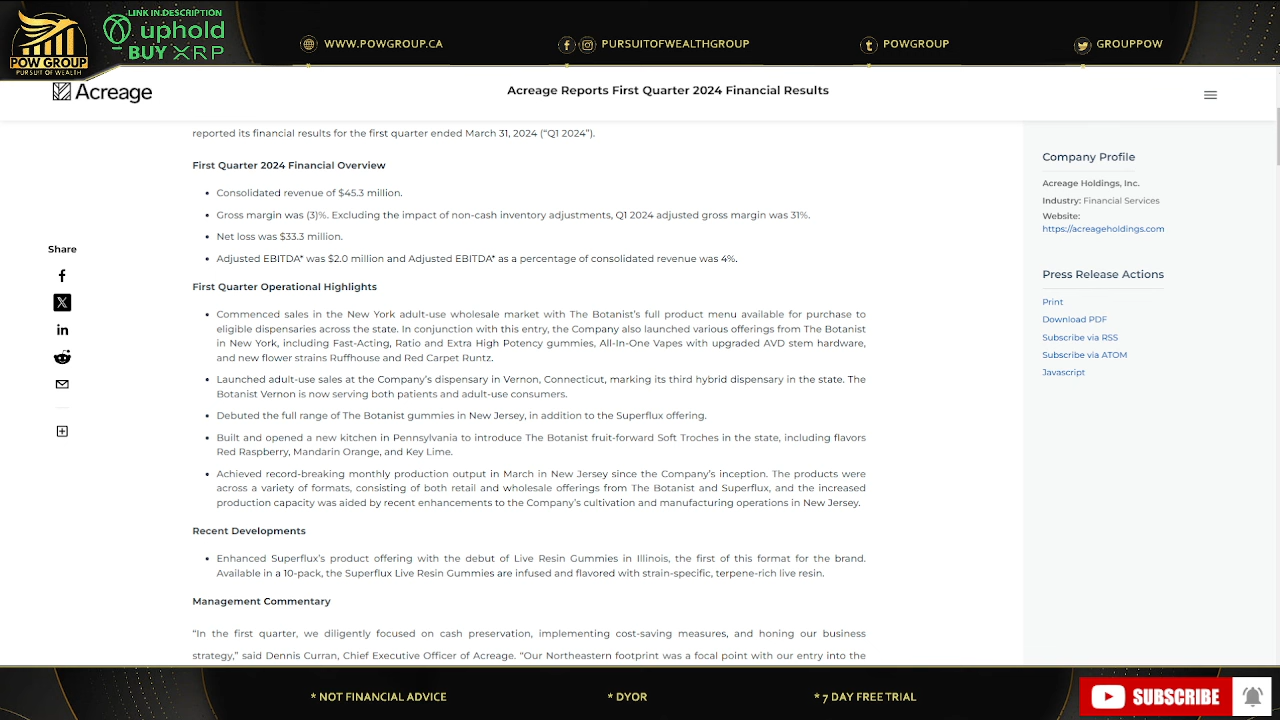 LINK IN DESCRIPTION
uphold
BUY XRP
POW GROUP
PURSUIT OF WEALTH
WWW.POWGROUP.CA
PURSUITOFWEALTHGROUP
POWGROUP
GROUPPOW
Acreage
Acreage Reports First Quarter 2024 Financial Results
reported its financial results for the first quarter ended March 31, 2024 (“Q1 2024”).
First Quarter 2024 Financial Overview
• Consolidated revenue of $45.3 million.
• Gross margin was (3)%. Excluding the impact of non-cash inventory adjustments, Q1 2024 adjusted gross margin was 31%.
• Net loss was $33.3 million.
• Adjusted EBITDA* was $2.0 million and Adjusted EBITDA* as a percentage of consolidated revenue was 4%.
First Quarter Operational Highlights
• Commenced sales in the New York adult-use wholesale market with The Botanist’s full product menu available for purchase to
eligible dispensaries across the state. In conjunction with this entry, the Company also launched various offerings from The Botanist
in New York, including Fast-Acting, Ratio and Extra High Potency gummies, All-In-One Vapes with upgraded AVD stem hardware,
and new flower strains Ruffhouse and Red Carpet Runtz.
• Launched adult-use sales at the Company’s dispensary in Vernon, Connecticut, marking its third hybrid dispensary in the state. The
Botanist Vernon is now serving both patients and adult-use consumers.
• Debuted the full range of The Botanist gummies in New Jersey, in addition to the Superflux offering.
• Built and opened a new kitchen in Pennsylvania to introduce The Botanist fruit-forward Soft Troches in the state, including flavors
Red Raspberry, Mandarin Orange, and Key Lime.
• Achieved record-breaking monthly production output in March in New Jersey since the Company’s inception. The products were
across a variety of formats, consisting of both retail and wholesale offerings from The Botanist and Superflux, and the increased
production capacity was aided by recent enhancements to the Company’s cultivation and manufacturing operations in New Jersey.
Recent Developments
• Enhanced Superflux’s product offering with the debut of Live Resin Gummies in Illinois, the first of this format for the brand.
Available in a 10-pack, the Superflux Live Resin Gummies are infused and flavored with strain-specific, terpene-rich live resin.
Management Commentary
“In the first quarter, we diligently focused on cash preservation, implementing cost-saving measures, and honing our business
strategy,” said Dennis Curran, Chief Executive Officer of Acreage. “Our Northeastern footprint was a focal point with our entry into the
Share
Company Profile
Acreage Holdings, Inc.
Industry: Financial Services
Website:
https://acreageholdings.com
Press Release Actions
Print
Download PDF
Subscribe via RSS
Subscribe via ATOM
Javascript
* NOT FINANCIAL ADVICE
* DYOR
* 7 DAY FREE TRIAL
SUBSCRIBE